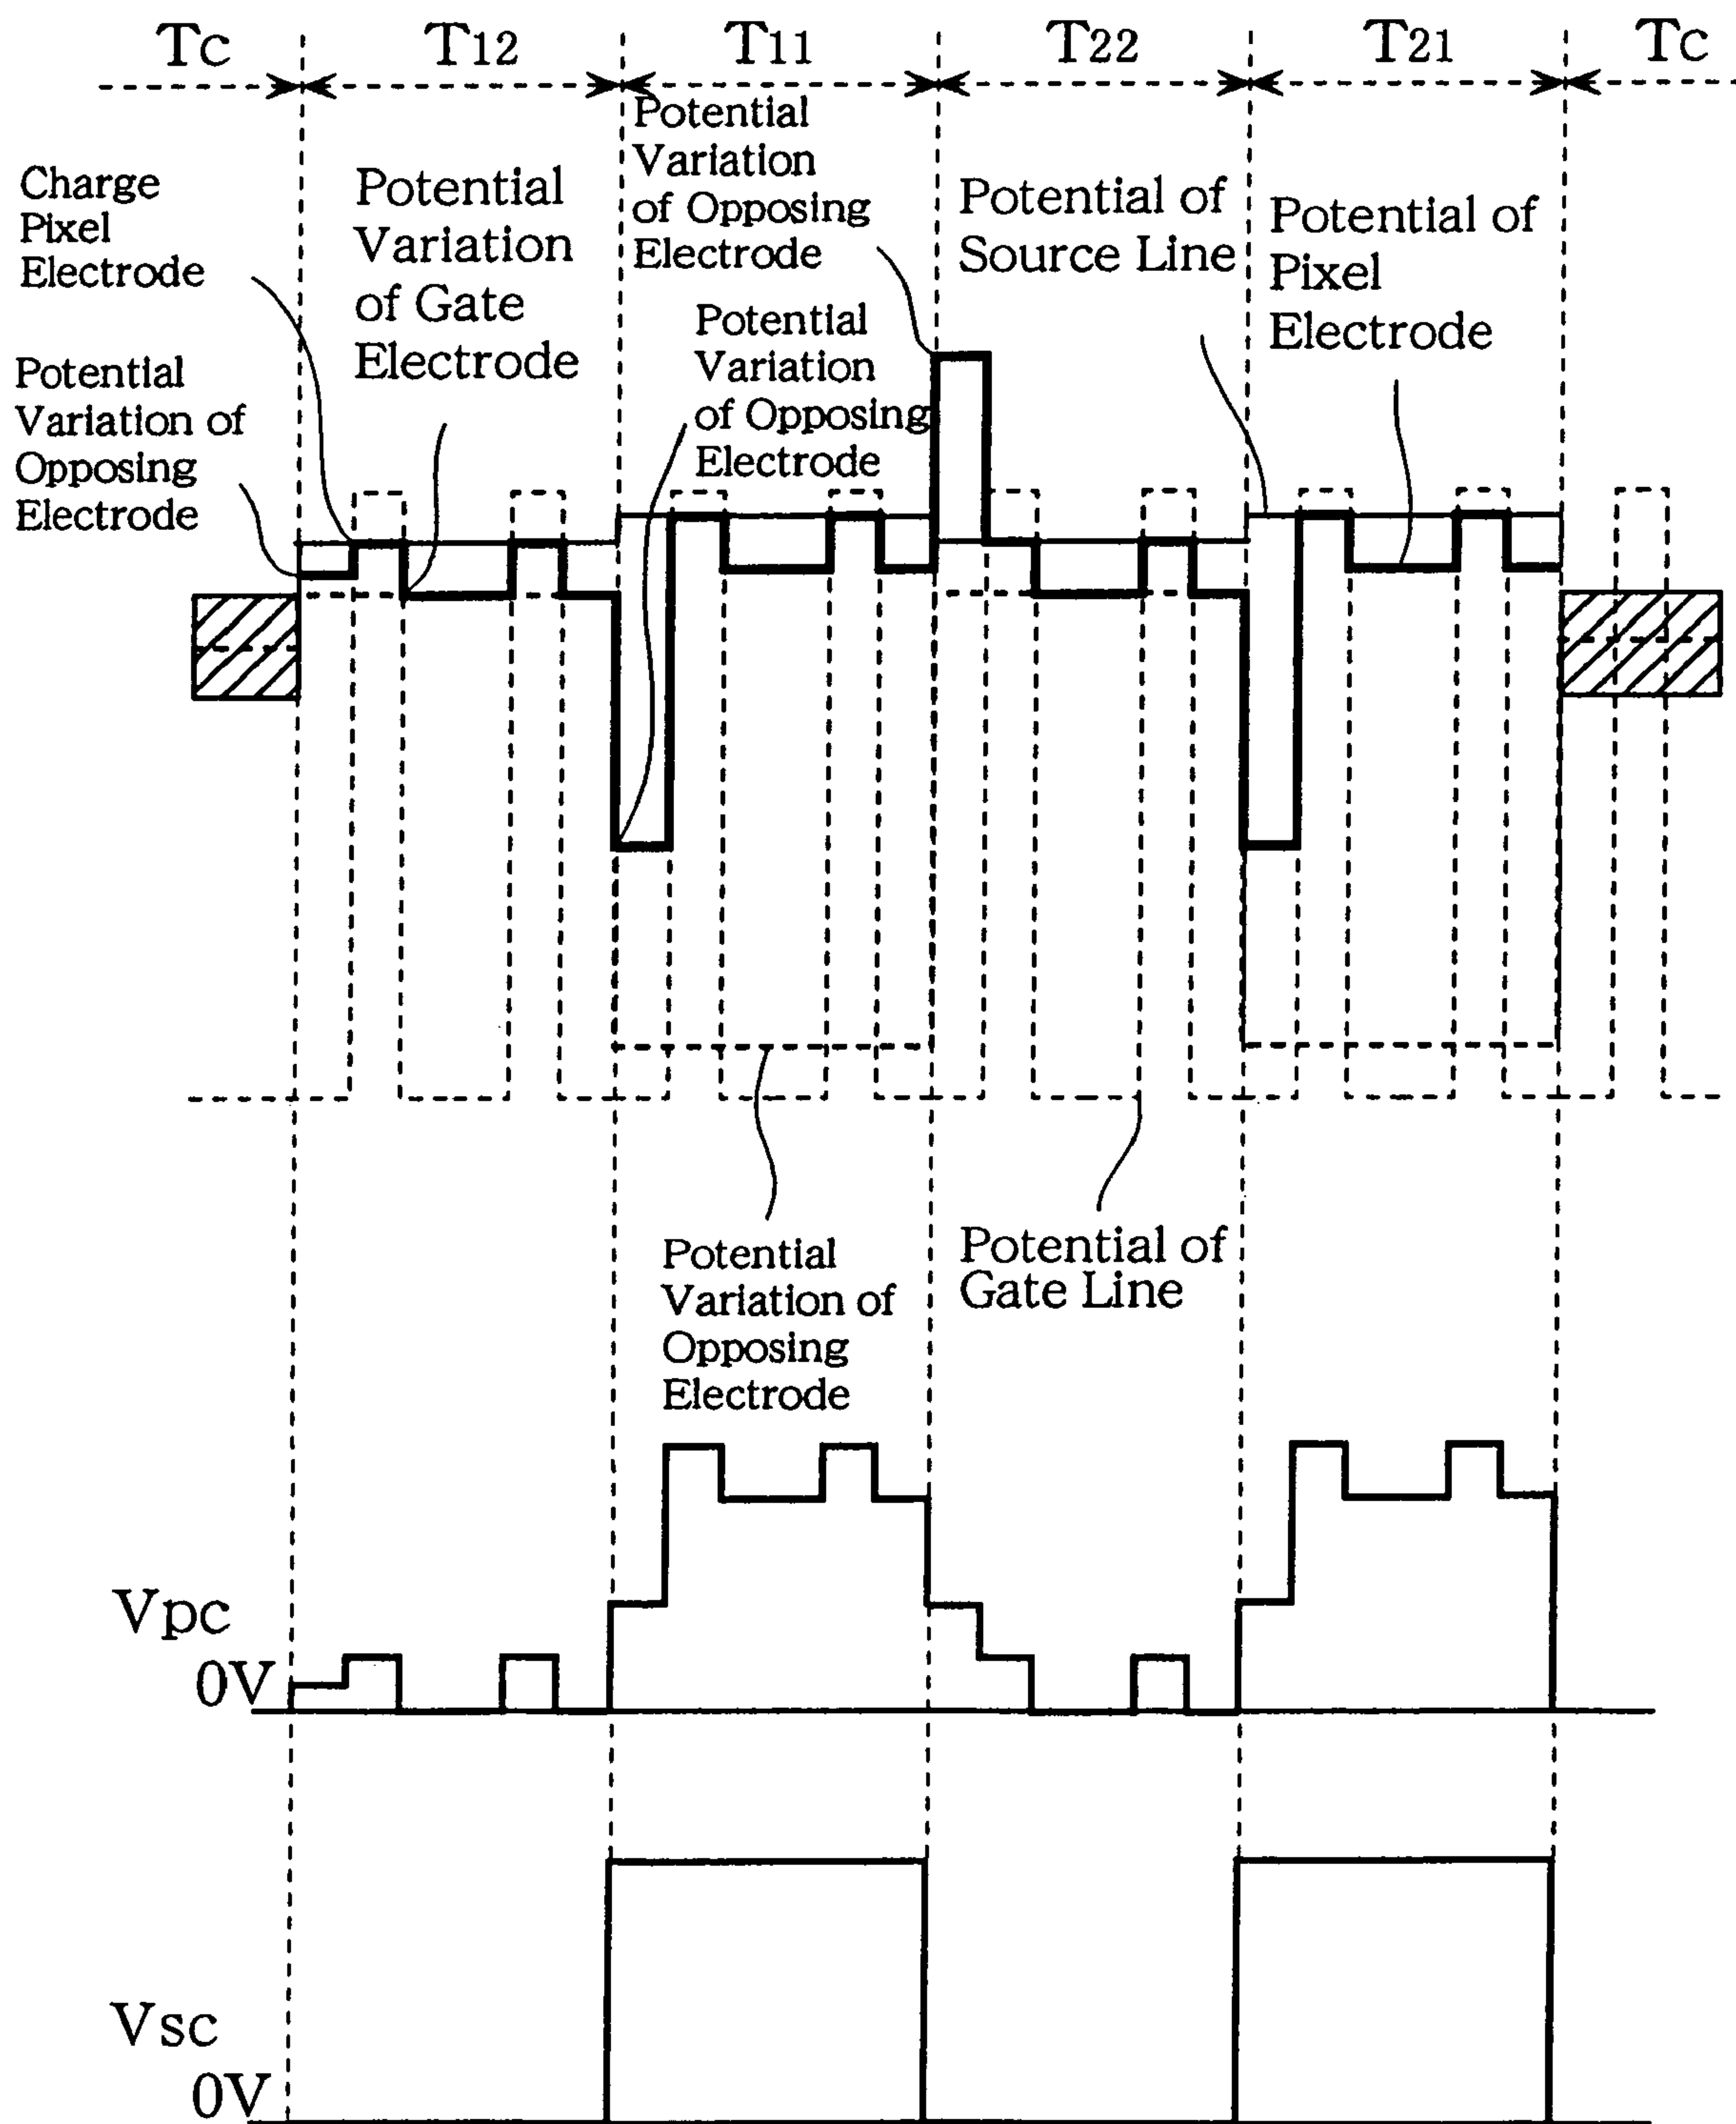 Tc T12 T11 T22 T21 Tc
Charge
Pixel
Electrode
Potential
Variation of
Opposing
Electrode
Potential
Variation
of Gate
Electrode
Potential
Variation
of Opposing
Electrode
Potential
Variation
of Opposing
Electrode
Potential of
Source Line
Potential of
Pixel
Electrode
Potential
Variation of
Opposing
Electrode
Potential of
Gate Line
Vpc
0V
Vsc
0V